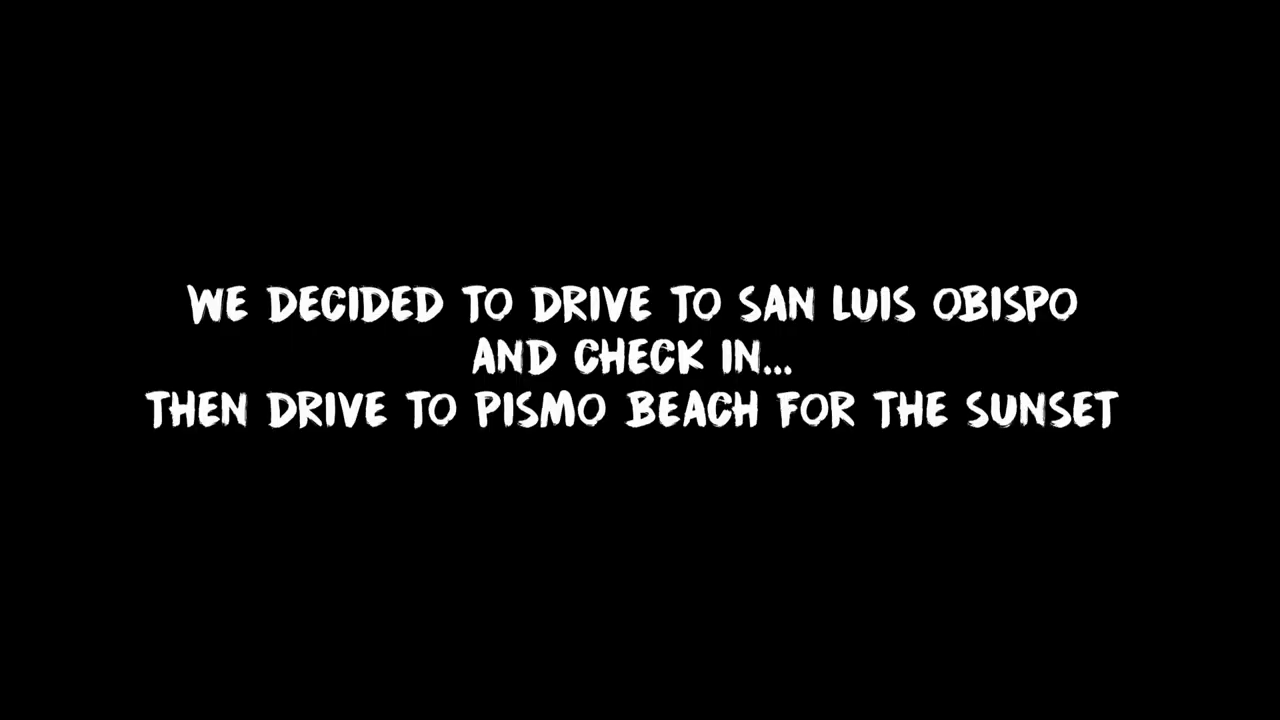 WE DECIDED TO DRIVE TO SAN LUIS OBISPO
AND CHECK IN...
THEN DRIVE TO PISMO BEACH FOR THE SUNSET